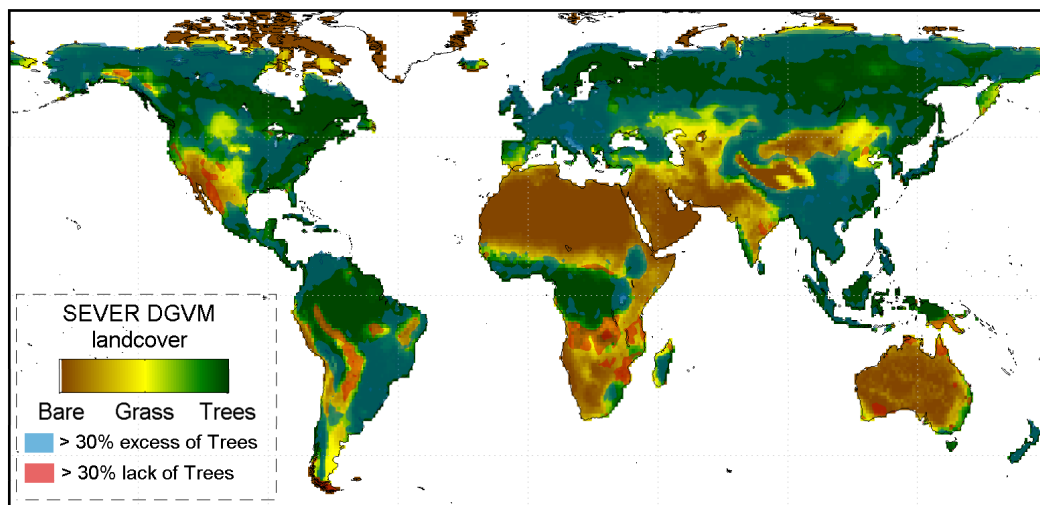 SEVER DGVM
landcover
Bare Grass Trees
> 30% excess of Trees
> 30% lack of Trees